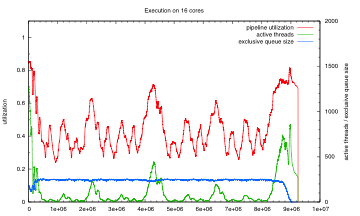 Execution on 16 cores
pipeline utilization
active threads
exclusive queue size
utilization
active threads / exclusive queue size
1
0.8
0.6
0.4
0.2
0
2000
1500
1000
500
0
0 1e+06 2e+06 3e+06 4e+06 5e+06 6e+06 7e+06 8e+06 9e+06 1e+07